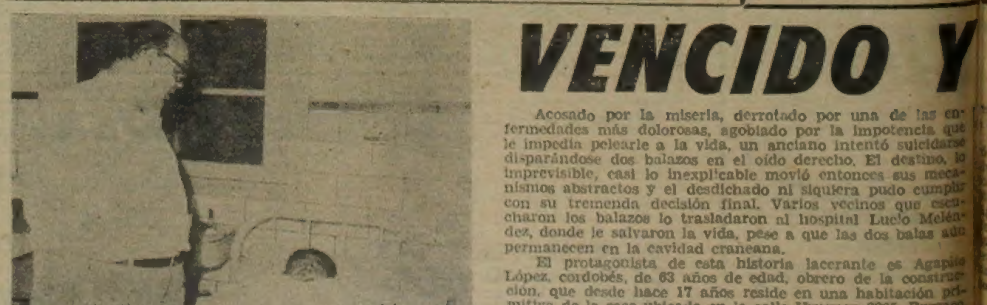 VENCIDO Y
Acosado por la miseria, derrotado por una de las en-
fermedades más dolorosas, agobiado por la impotencia que
le impedía pelearle a la vida, un anciano intentó suicidarse
disparándose dos balazos en el oído derecho. El destino, lo
imprevisible, casi lo inexplicable movió entonces sus meca-
nismos abstractos y el desdichado ni siquiera pudo cumplir
con su tremenda decisión final. Varios vecinos que escu-
charon los balazos lo trasladaron al hospital Lucio Melén-
dez, donde le salvaron la vida, pese a que las dos balas aún
permanecen en la cavidad craneana.
El protagonista de esta historia lacerante es Agapito
López, cordobés, de 63 años de edad, obrero de la construc-
ción, que desde hace 17 años reside en una habitación pri-